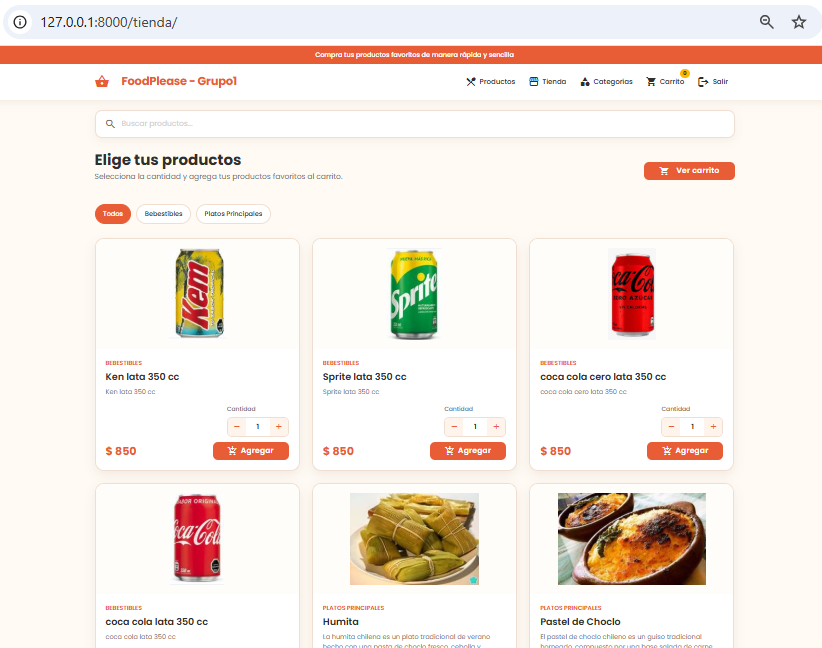 127.0.0.1:8000/tienda/
Compra tus productos favoritos de manera rápida y sencilla
FoodPlease - Grupo1
Productos
Tienda
Categorias
Carrito
0
Salir
Buscar productos...
Elige tus productos
Selecciona la cantidad y agrega tus productos favoritos al carrito.
Ver carrito
Todos
Bebestibles
Platos Principales
Kem
Sprite
Coca-Cola
ZERO AZÚCAR
BEBESTIBLES
Ken lata 350 cc
Ken lata 350 cc
Cantidad
− 1 +
$ 850
Agregar
BEBESTIBLES
Sprite lata 350 cc
Sprite lata 350 cc
Cantidad
− 1 +
$ 850
Agregar
BEBESTIBLES
coca cola cero lata 350 cc
coca cola cero lata 350 cc
Cantidad
− 1 +
$ 850
Agregar
SABOR ORIGINAL
Coca-Cola
BEBESTIBLES
coca cola lata 350 cc
coca cola lata 350 cc
PLATOS PRINCIPALES
Humita
La humita chilena es un plato tradicional de verano
hecho con una pasta de choclo fresco, cebolla y
PLATOS PRINCIPALES
Pastel de Choclo
El pastel de choclo chileno es un guiso tradicional
horneado, compuesto por una base salada de carne